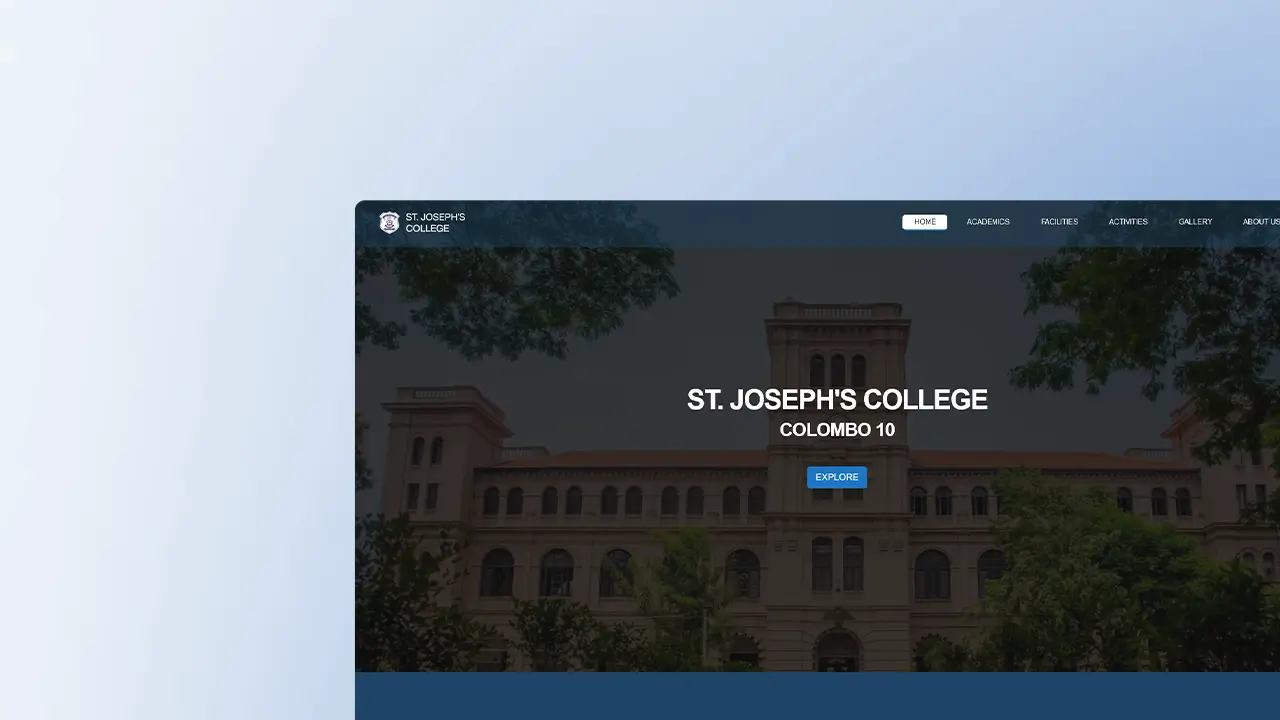 ST. JOSEPH'S
COLLEGE
HOME ACADEMICS FACILITIES ACTIVITIES GALLERY ABOUT US
ST. JOSEPH'S COLLEGE
COLOMBO 10
EXPLORE